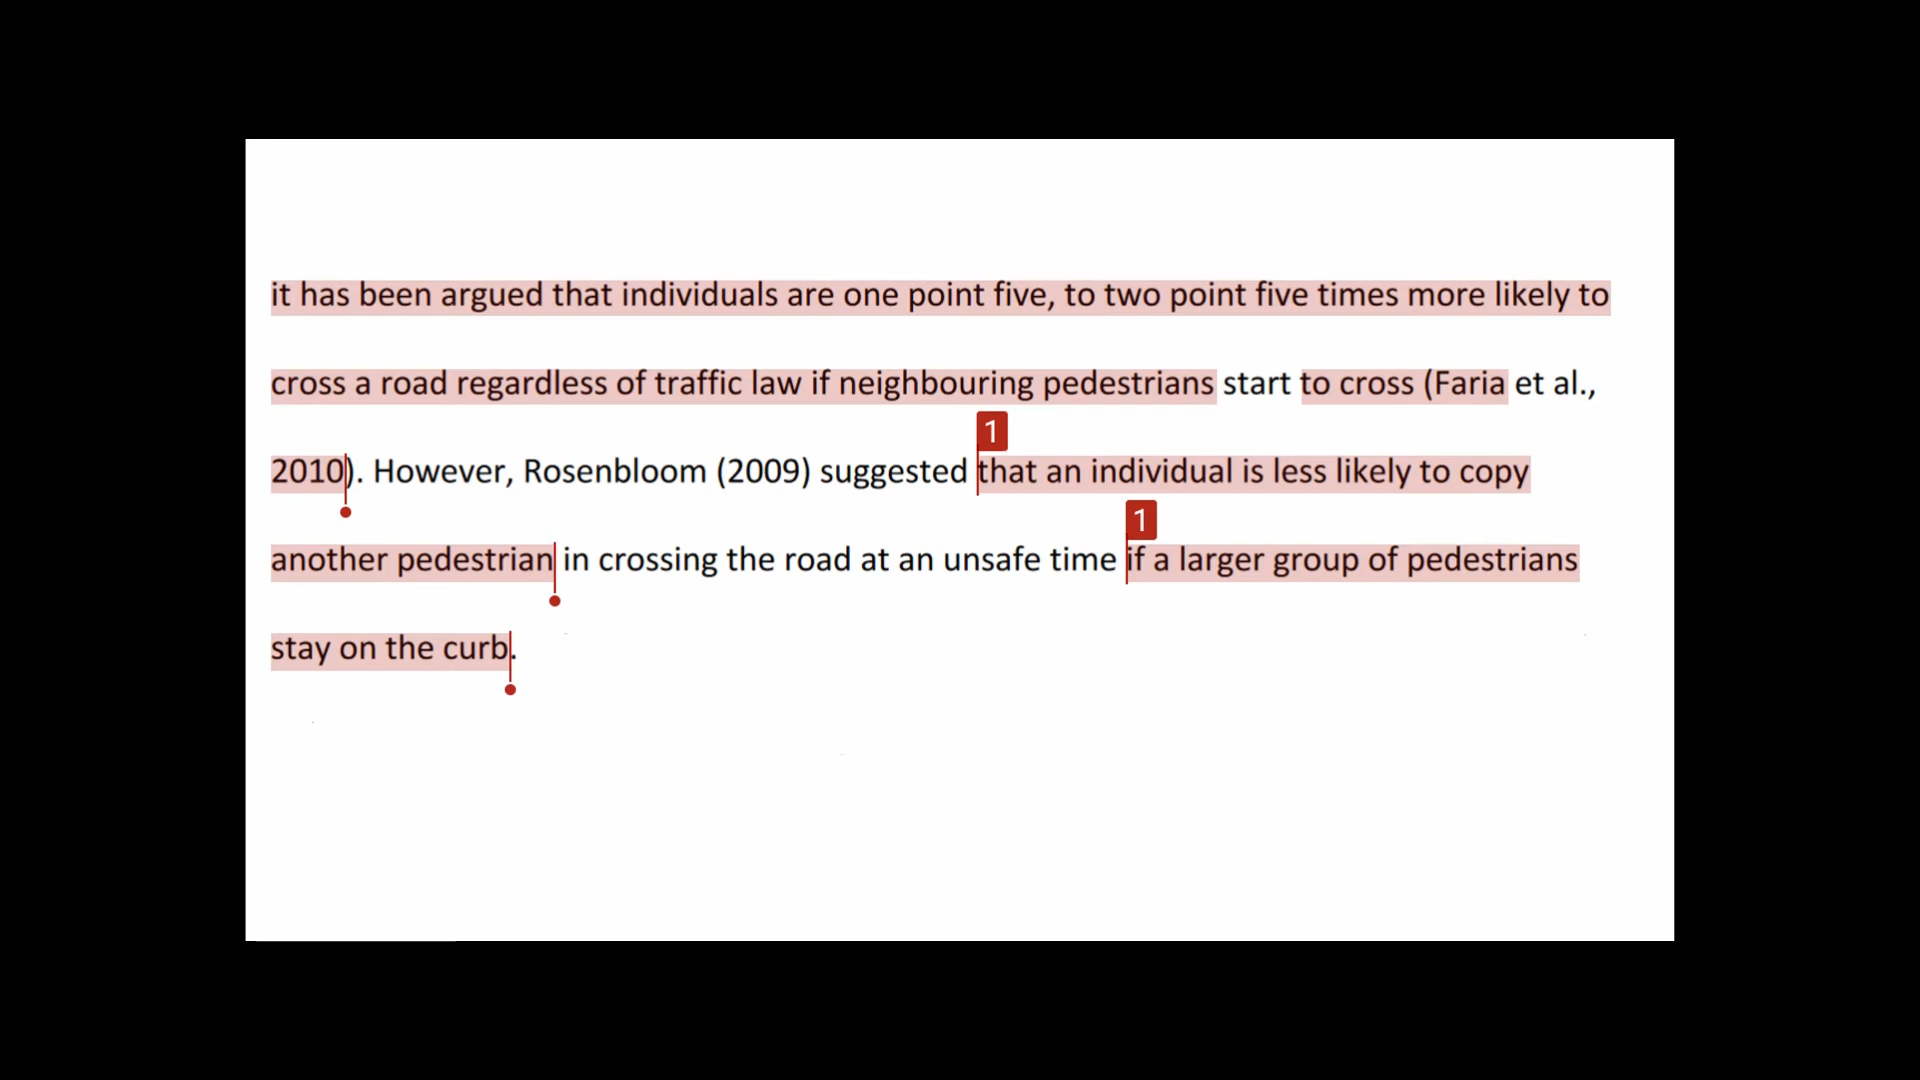 it has been argued that individuals are one point five, to two point five times more likely to
cross a road regardless of traffic law if neighbouring pedestrians start to cross (Faria et al.,
1
2010). However, Rosenbloom (2009) suggested that an individual is less likely to copy
1
another pedestrian in crossing the road at an unsafe time if a larger group of pedestrians
stay on the curb.